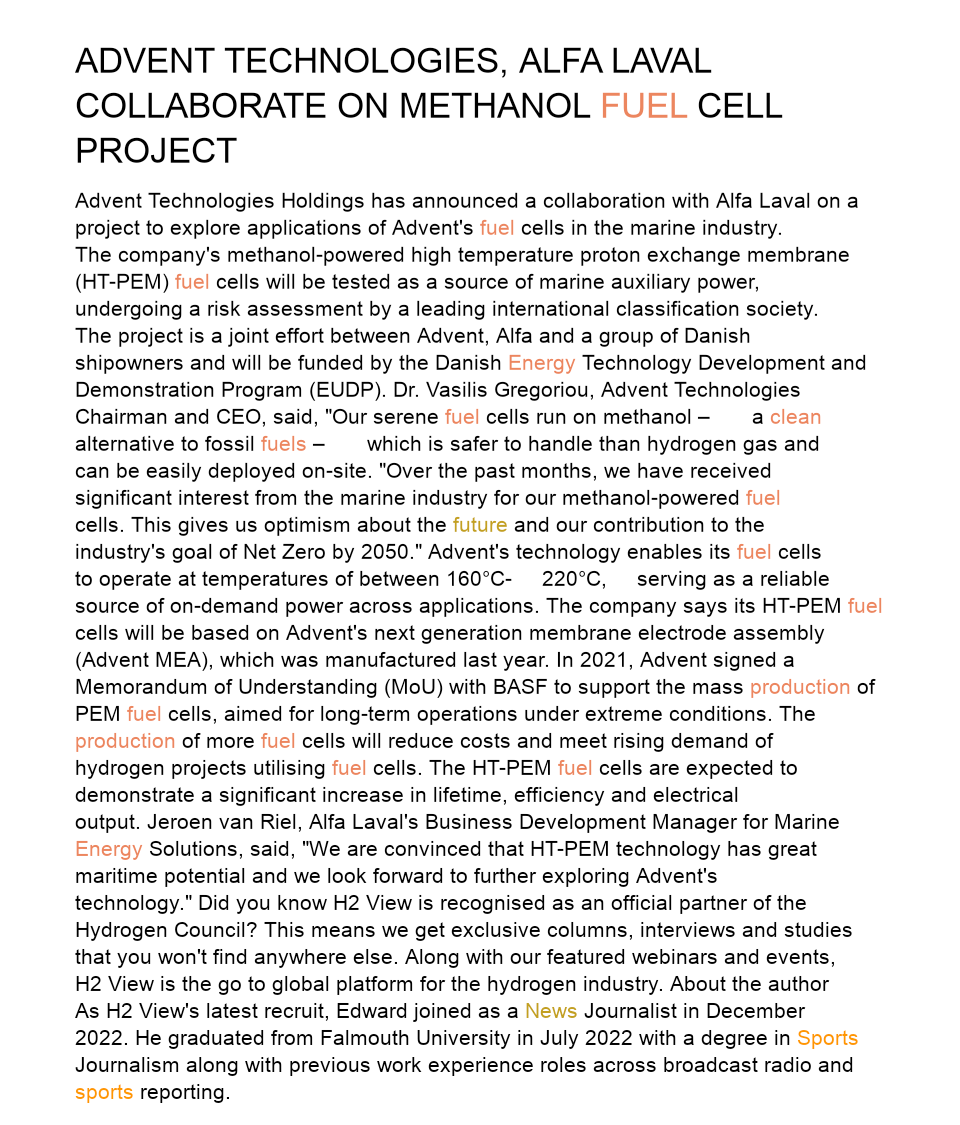 ADVENT TECHNOLOGIES, ALFA LAVAL
COLLABORATE ON METHANOL FUEL CELL
PROJECT
Advent Technologies Holdings has announced a collaboration with Alfa Laval on a
project to explore applications of Advent's fuel cells in the marine industry.
The company's methanol-powered high temperature proton exchange membrane
(HT-PEM) fuel cells will be tested as a source of marine auxiliary power,
undergoing a risk assessment by a leading international classification society.
The project is a joint effort between Advent, Alfa and a group of Danish
shipowners and will be funded by the Danish Energy Technology Development and
Demonstration Program (EUDP). Dr. Vasilis Gregoriou, Advent Technologies
Chairman and CEO, said, "Our serene fuel cells run on methanol – a clean
alternative to fossil fuels – which is safer to handle than hydrogen gas and
can be easily deployed on-site. "Over the past months, we have received
significant interest from the marine industry for our methanol-powered fuel
cells. This gives us optimism about the future and our contribution to the
industry's goal of Net Zero by 2050." Advent's technology enables its fuel cells
to operate at temperatures of between 160°C- 220°C, serving as a reliable
source of on-demand power across applications. The company says its HT-PEM fuel
cells will be based on Advent's next generation membrane electrode assembly
(Advent MEA), which was manufactured last year. In 2021, Advent signed a
Memorandum of Understanding (MoU) with BASF to support the mass production of
PEM fuel cells, aimed for long-term operations under extreme conditions. The
production of more fuel cells will reduce costs and meet rising demand of
hydrogen projects utilising fuel cells. The HT-PEM fuel cells are expected to
demonstrate a significant increase in lifetime, efficiency and electrical
output. Jeroen van Riel, Alfa Laval's Business Development Manager for Marine
Energy Solutions, said, "We are convinced that HT-PEM technology has great
maritime potential and we look forward to further exploring Advent's
technology." Did you know H2 View is recognised as an official partner of the
Hydrogen Council? This means we get exclusive columns, interviews and studies
that you won't find anywhere else. Along with our featured webinars and events,
H2 View is the go to global platform for the hydrogen industry. About the author
As H2 View's latest recruit, Edward joined as a News Journalist in December
2022. He graduated from Falmouth University in July 2022 with a degree in Sports
Journalism along with previous work experience roles across broadcast radio and
sports reporting.